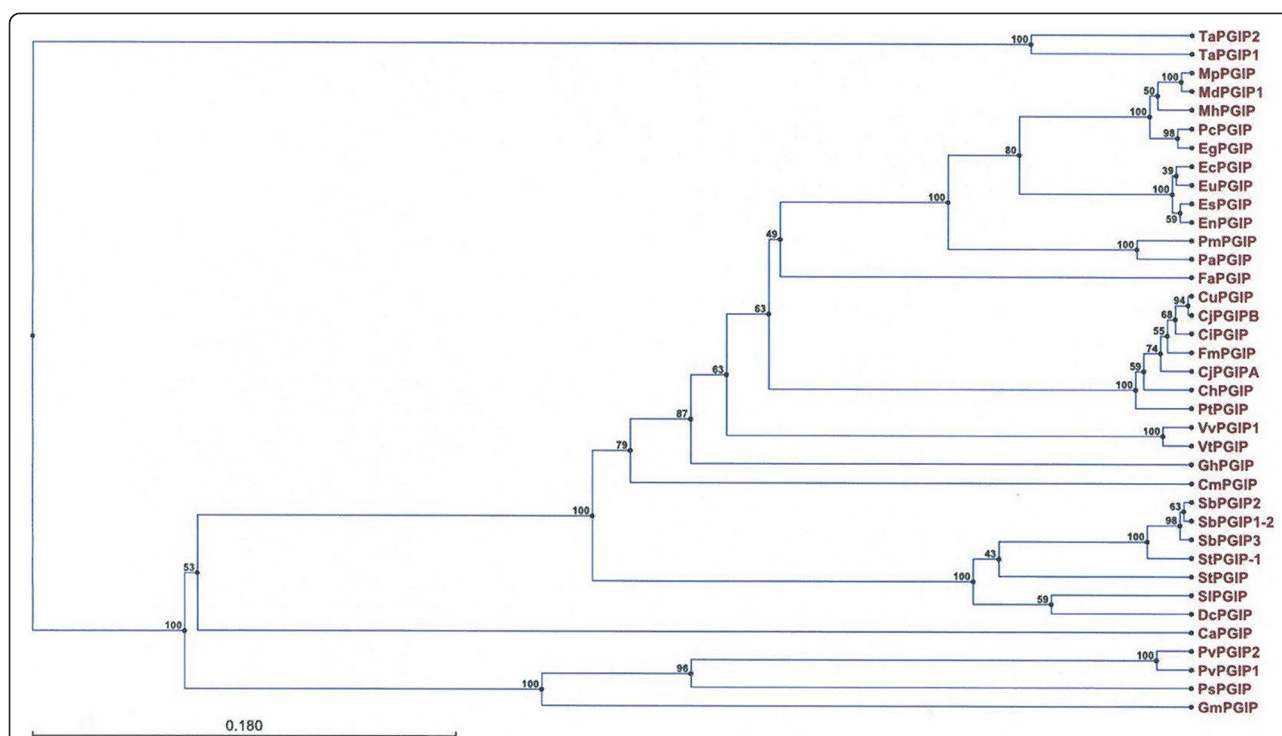 100 TaPGIP2
TaPGIP1
100 MpPGIP
50 MdPGIP1
100 MhPGIP
98 PcPGIP
80 EgPGIP
39 EcPGIP
100 EuPGIP
100 EsPGIP
59 EnPGIP
49 100 PmPGIP
PaPGIP
FaPGIP
94 CuPGIP
63 68 CjPGIPB
55 CiPGIP
74 FmPGIP
63 59 CjPGIPA
100 ChPGIP
87 PtPGIP
100 VvPGIP1
79 VtPGIP
GhPGIP
CmPGIP
63 SbPGIP2
100 98 SbPGIP1-2
100 SbPGIP3
43 StPGIP-1
53 100 StPGIP
59 SlPGIP
DcPGIP
100 CaPGIP
100 PvPGIP2
96 PvPGIP1
100 PsPGIP
GmPGIP
0.180